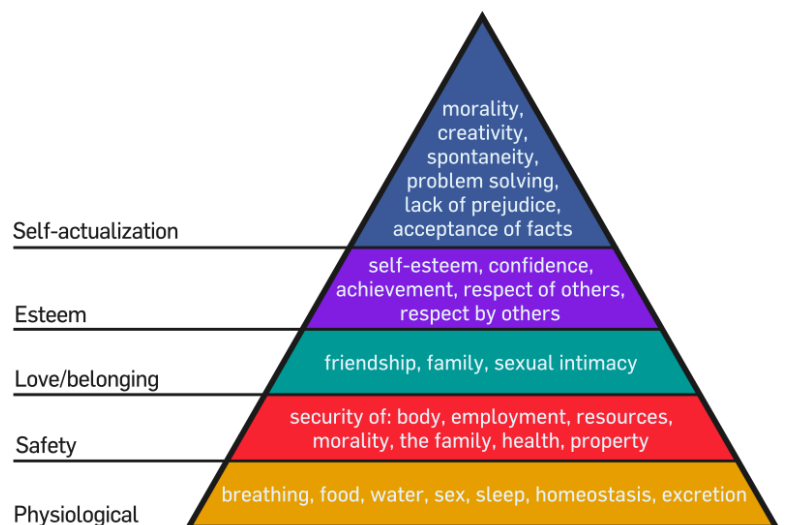 morality,
creativity,
spontaneity,
problem solving,
lack of prejudice,
acceptance of facts
Self-actualization
self-esteem, confidence,
achievement, respect of others,
respect by others
Esteem
friendship, family, sexual intimacy
Love/belonging
security of: body, employment, resources,
morality, the family, health, property
Safety
breathing, food, water, sex, sleep, homeostasis, excretion
Physiological